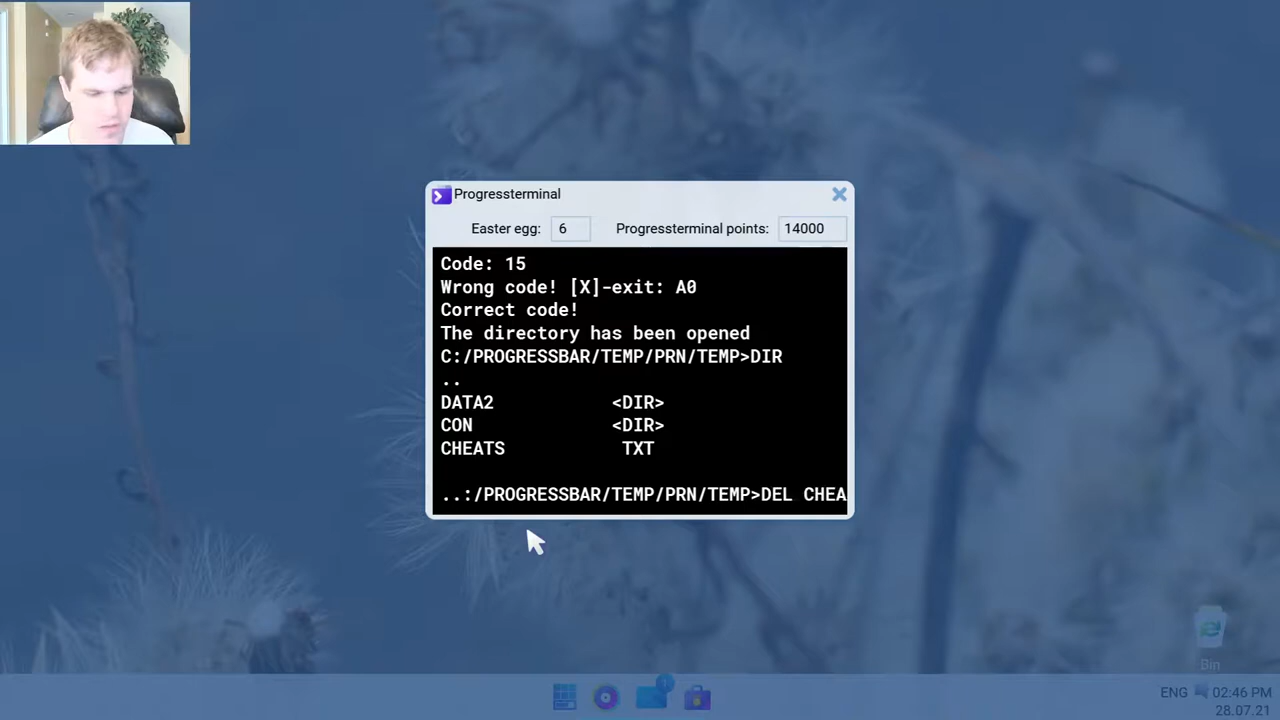 Progressterminal
Easter egg: 6 Progressterminal points: 14000
Code: 15
Wrong code! [X]-exit: A0
Correct code!
The directory has been opened
C:/PROGRESSBAR/TEMP/PRN/TEMP>DIR
..
DATA2 <DIR>
CON <DIR>
CHEATS TXT
..:/PROGRESSBAR/TEMP/PRN/TEMP>DEL CHEA
Bin
1
ENG 02:46 PM
28.07.21